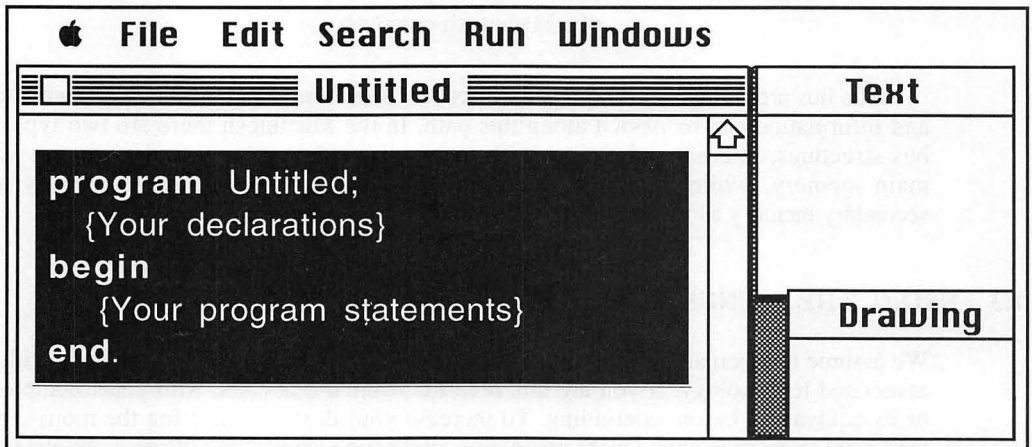 File Edit Search Run Windows
Untitled
Text
program Untitled;
{Your declarations}
begin
{Your program statements}
end.
Drawing